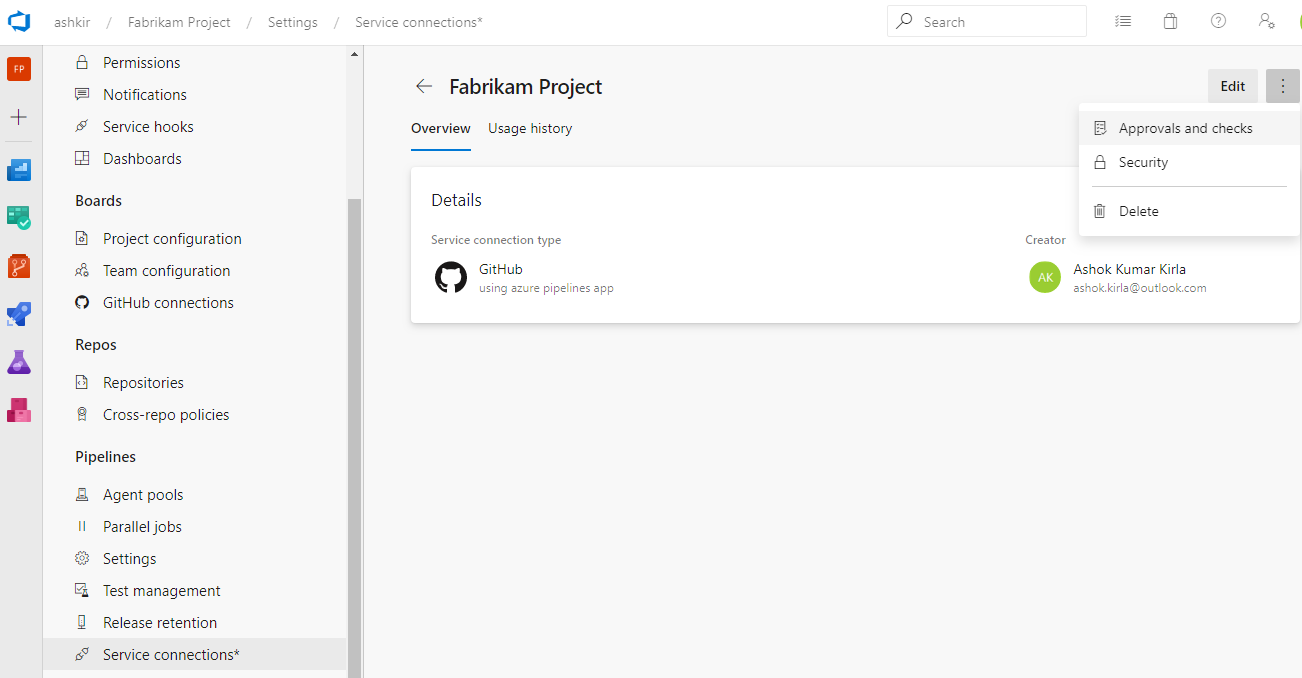 ashkir / Fabrikam Project / Settings / Service connections*
Search
FP
Permissions
Notifications
Service hooks
Dashboards
Boards
Project configuration
Team configuration
GitHub connections
Repos
Repositories
Cross-repo policies
Pipelines
Agent pools
Parallel jobs
Settings
Test management
Release retention
Service connections*
Fabrikam Project
Edit
Overview
Usage history
Approvals and checks
Security
Delete
Details
Service connection type
GitHub
using azure pipelines app
Creator
AK
Ashok Kumar Kirla
ashok.kirla@outlook.com